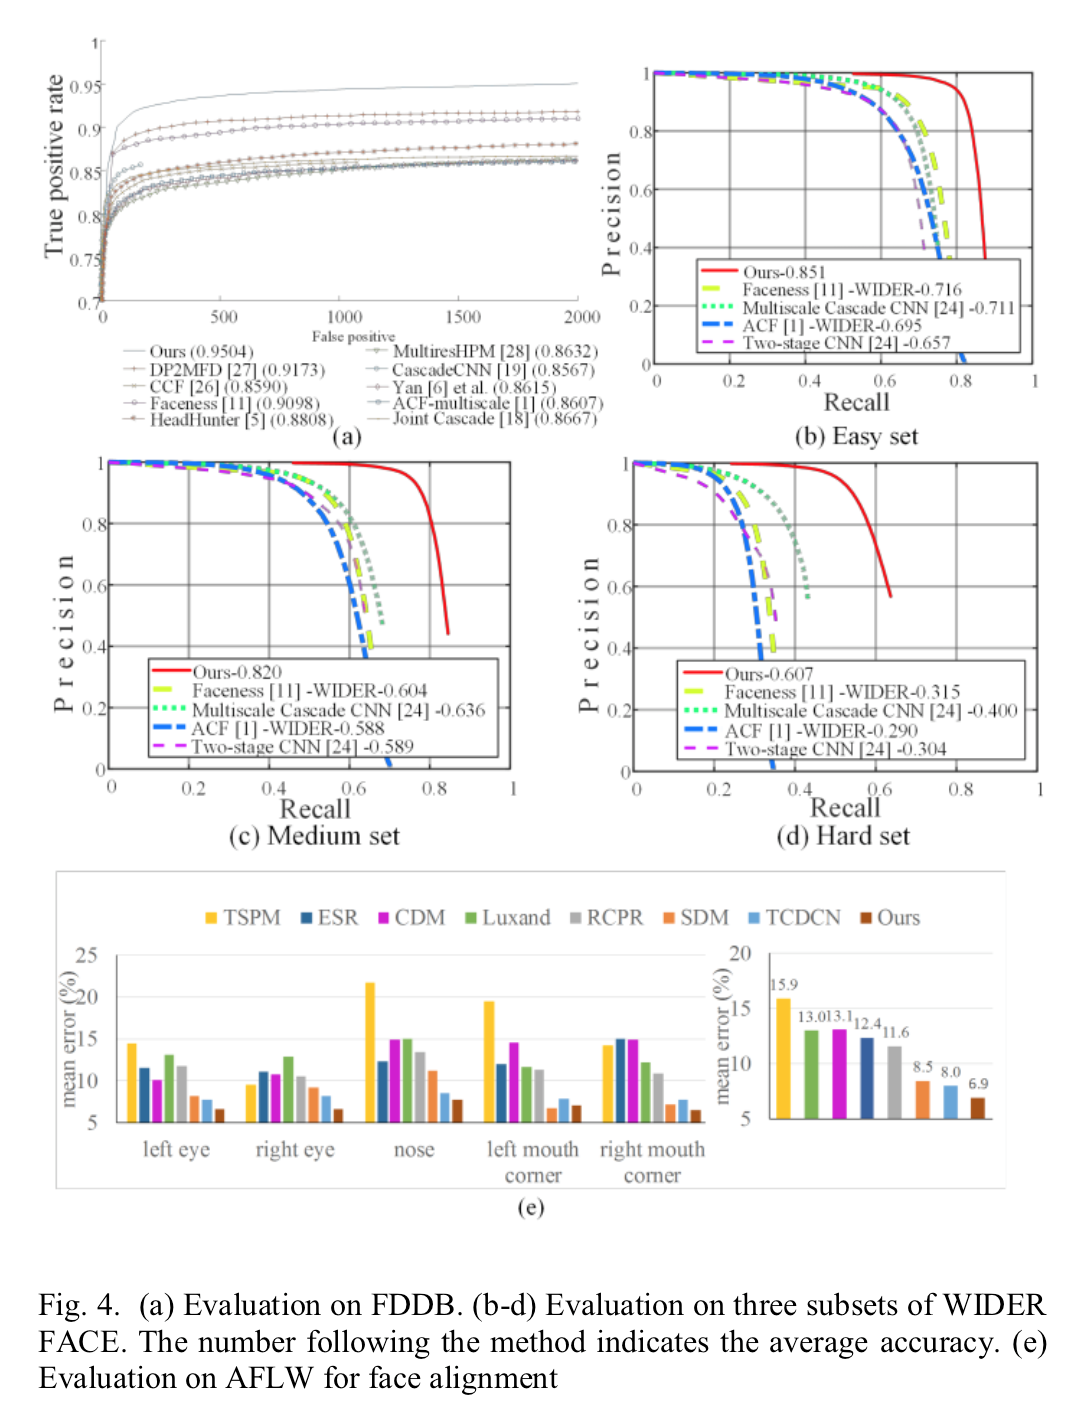 1
0.95
0.9
0.85
0.8
0.75
0.7
True positive rate
0
500
1000
1500
2000
False positive
Ours (0.9504)
DP2MFD [27] (0.9173)
CCF [26] (0.8590)
Faceness [11] (0.9098)
HeadHunter [5] (0.8808)
MultiresHPM [28] (0.8632)
CascadeCNN [19] (0.8567)
Yan [6] et al. (0.8615)
ACF-multiscale [1] (0.8607)
Joint Cascade [18] (0.8667)
(a)
1
0.8
0.6
0.4
0.2
0
Precision
Ours-0.851
Faceness [11] -WIDER-0.716
Multiscale Cascade CNN [24] -0.711
ACF [1] -WIDER-0.695
Two-stage CNN [24] -0.657
0
0.2
0.4
0.6
0.8
1
Recall
(b) Easy set
1
0.8
0.6
0.4
0.2
0
Precision
Ours-0.820
Faceness [11] -WIDER-0.604
Multiscale Cascade CNN [24] -0.636
ACF [1] -WIDER-0.588
Two-stage CNN [24] -0.589
0
0.2
0.4
0.6
0.8
1
Recall
(c) Medium set
1
0.8
0.6
0.4
0.2
0
Precision
Ours-0.607
Faceness [11] -WIDER-0.315
Multiscale Cascade CNN [24] -0.400
ACF [1] -WIDER-0.290
Two-stage CNN [24] -0.304
0
0.2
0.4
0.6
0.8
1
Recall
(d) Hard set
TSPM ESR CDM Luxand RCPR SDM TCDCN Ours
25
20
15
10
5
mean error (%)
left eye
right eye
nose
left mouth
corner
right mouth
corner
20
15
10
5
mean error (%)
15.9
13.0
13.1
12.4
11.6
8.5
8.0
6.9
(e)
Fig. 4. (a) Evaluation on FDDB. (b-d) Evaluation on three subsets of WIDER
FACE. The number following the method indicates the average accuracy. (e)
Evaluation on AFLW for face alignment